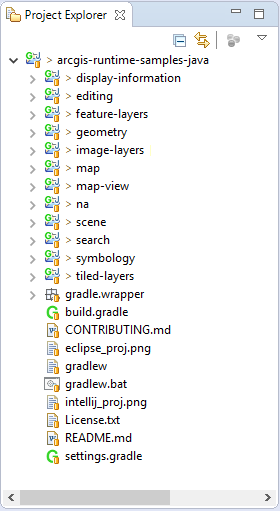 Project Explorer
> arcgis-runtime-samples-java
> display-information
> editing
> feature-layers
> geometry
> image-layers
> map
> map-view
> na
> scene
> search
> symbology
> tiled-layers
gradle.wrapper
build.gradle
CONTRIBUTING.md
eclipse_proj.png
gradlew
gradlew.bat
intellij_proj.png
License.txt
README.md
settings.gradle